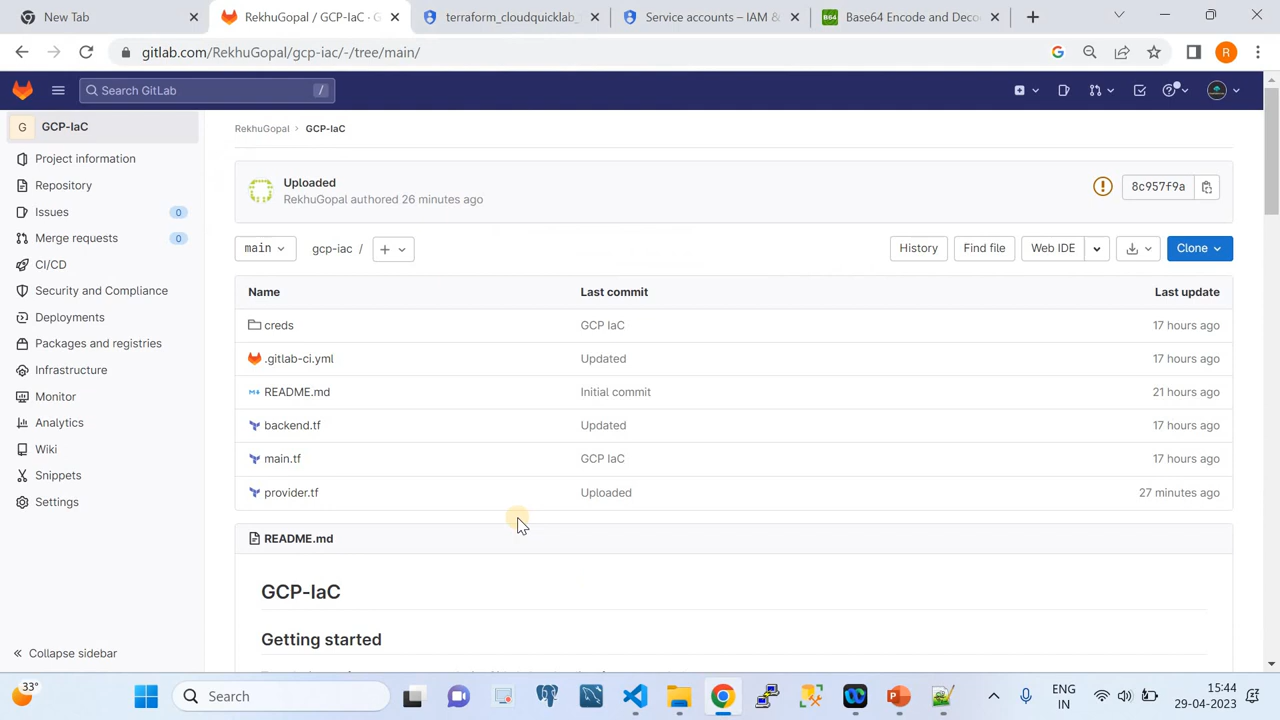 New Tab
RekhuGopal / GCP-IaC · G
terraform_cloudquicklab_
Service accounts – IAM &
Base64 Encode and Deco
gitlab.com/RekhuGopal/gcp-iac/-/tree/main/
R
Search GitLab
/
G GCP-IaC
Project information
Repository
Issues 0
Merge requests 0
CI/CD
Security and Compliance
Deployments
Packages and registries
Infrastructure
Monitor
Analytics
Wiki
Snippets
Settings
Collapse sidebar
RekhuGopal > GCP-IaC
Uploaded
RekhuGopal authored 26 minutes ago
8c957f9a
main
gcp-iac / +
History
Find file
Web IDE
Clone
Name Last commit Last update
creds GCP IaC 17 hours ago
.gitlab-ci.yml Updated 17 hours ago
README.md Initial commit 21 hours ago
backend.tf Updated 17 hours ago
main.tf GCP IaC 17 hours ago
provider.tf Uploaded 27 minutes ago
README.md
GCP-IaC
Getting started
33°
Search
ENG
IN
15:44
29-04-2023